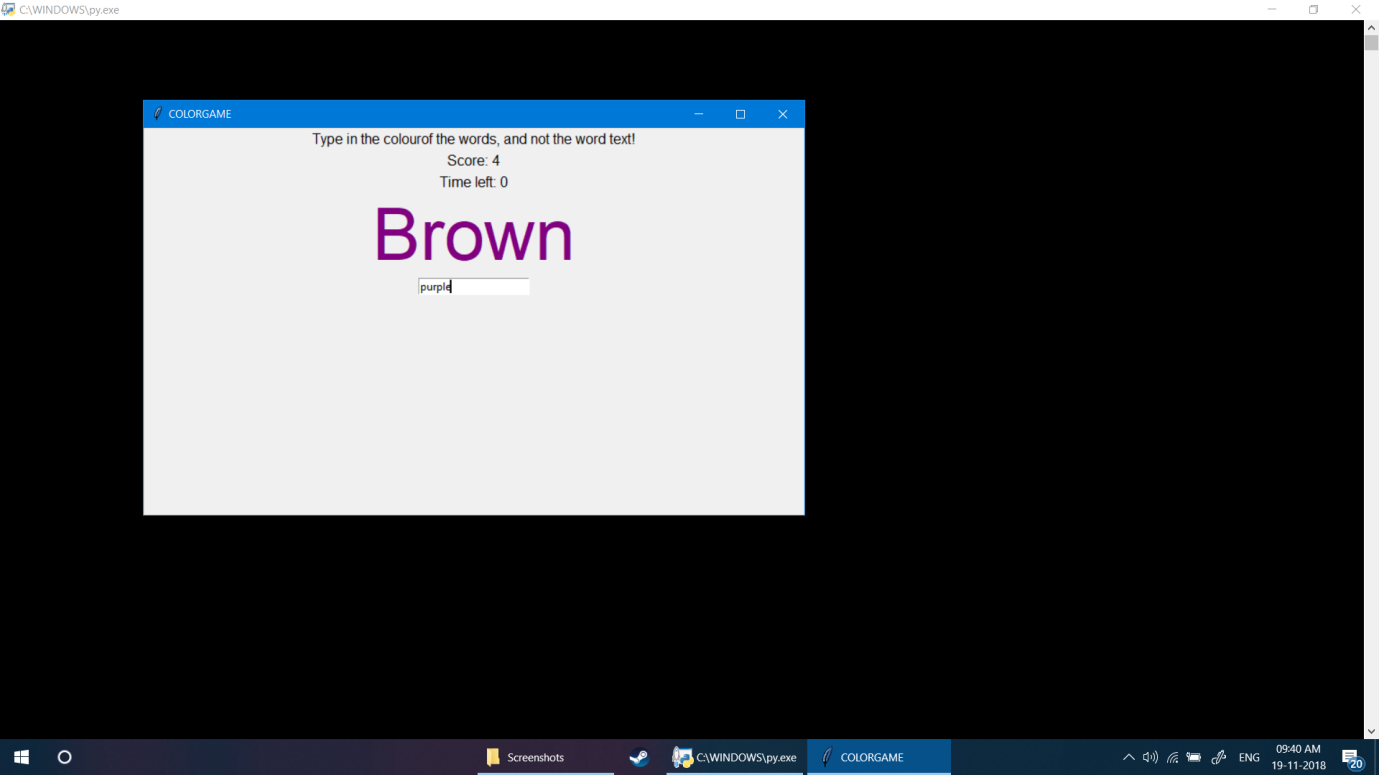 C:\WINDOWS\py.exe
COLORGAME
Type in the colourof the words, and not the word text!
Score: 4
Time left: 0
Brown
purple
Screenshots
C:\WINDOWS\py.exe
COLORGAME
ENG
09:40 AM
19-11-2018
20